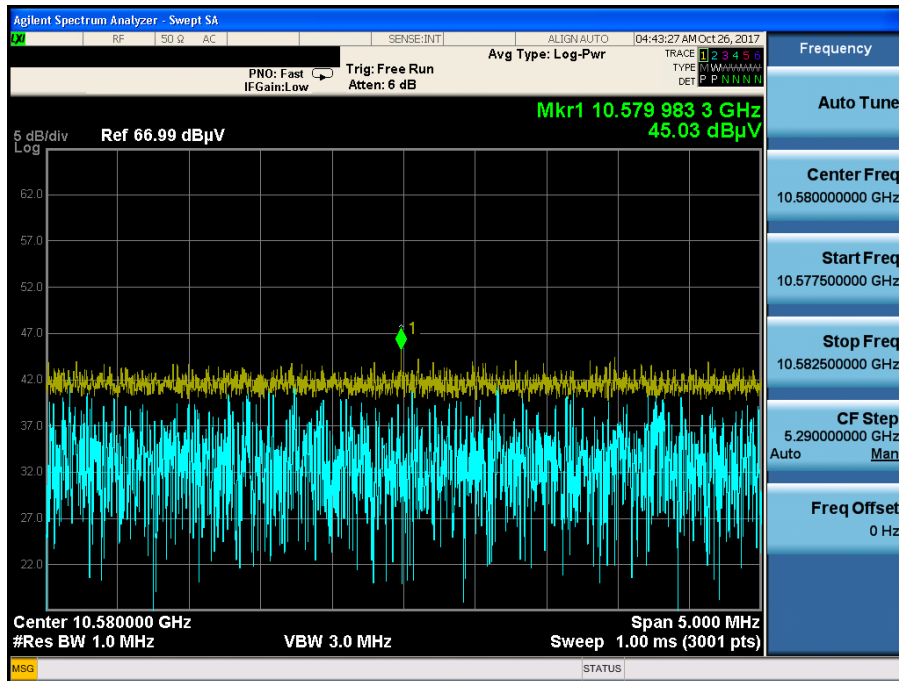 Agilent Spectrum Analyzer - Swept SA
LXI RF 50 Ω AC SENSE:INT ALIGN AUTO 04:43:27 AM Oct 26, 2017
Frequency
PNO: Fast
IFGain:Low
Trig: Free Run
Atten: 6 dB
Avg Type: Log-Pwr
TRACE 1 2 3 4 5 6
TYPE M W W W W W
DET P P N N N N
Mkr1 10.579 983 3 GHz
45.03 dBµV
5 dB/div
Log
Ref 66.99 dBµV
62.0
57.0
52.0
47.0
42.0
37.0
32.0
27.0
22.0
1
Center 10.580000 GHz
Span 5.000 MHz
#Res BW 1.0 MHz
VBW 3.0 MHz
Sweep 1.00 ms (3001 pts)
Auto Tune
Center Freq
10.580000000 GHz
Start Freq
10.577500000 GHz
Stop Freq
10.582500000 GHz
CF Step
5.290000000 GHz
Auto Man
Freq Offset
0 Hz
MSG
STATUS